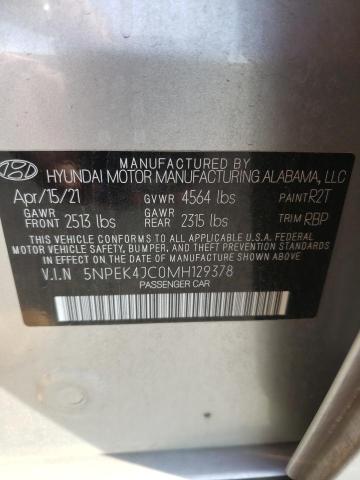 MANUFACTURED BY
HYUNDAI MOTOR MANUFACTURING ALABAMA, LLC
Apr/15/21 GVWR 4564 lbs PAINT: R2T
GAWR FRONT 2513 lbs GAWR REAR 2315 lbs TRIM: RBP
THIS VEHICLE CONFORMS TO ALL APPLICABLE U.S.A. FEDERAL
MOTOR VEHICLE SAFETY, BUMPER, AND THEFT PREVENTION STANDARDS
IN EFFECT ON THE DATE OF MANUFACTURE SHOWN ABOVE.
V.I.N 5NPEK4JC0MH129378
PASSENGER CAR